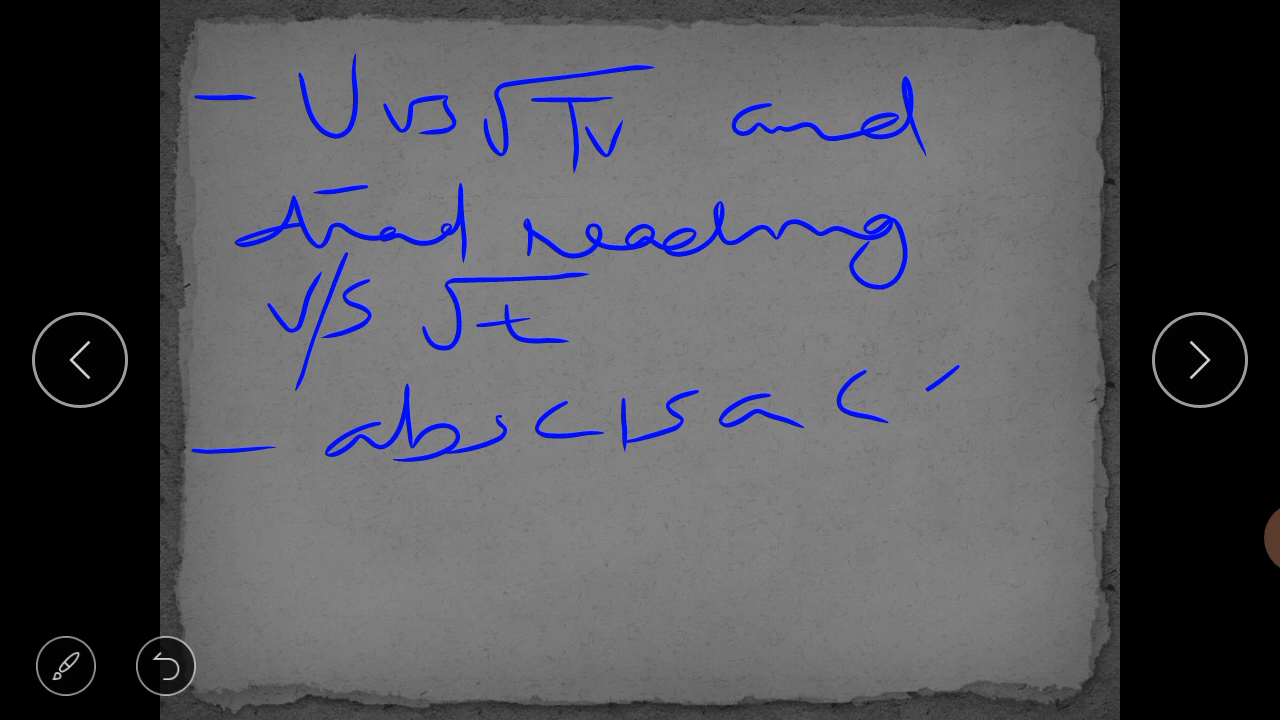 - U vs √Tv and
dial reading
v/s √t
- abscissa (